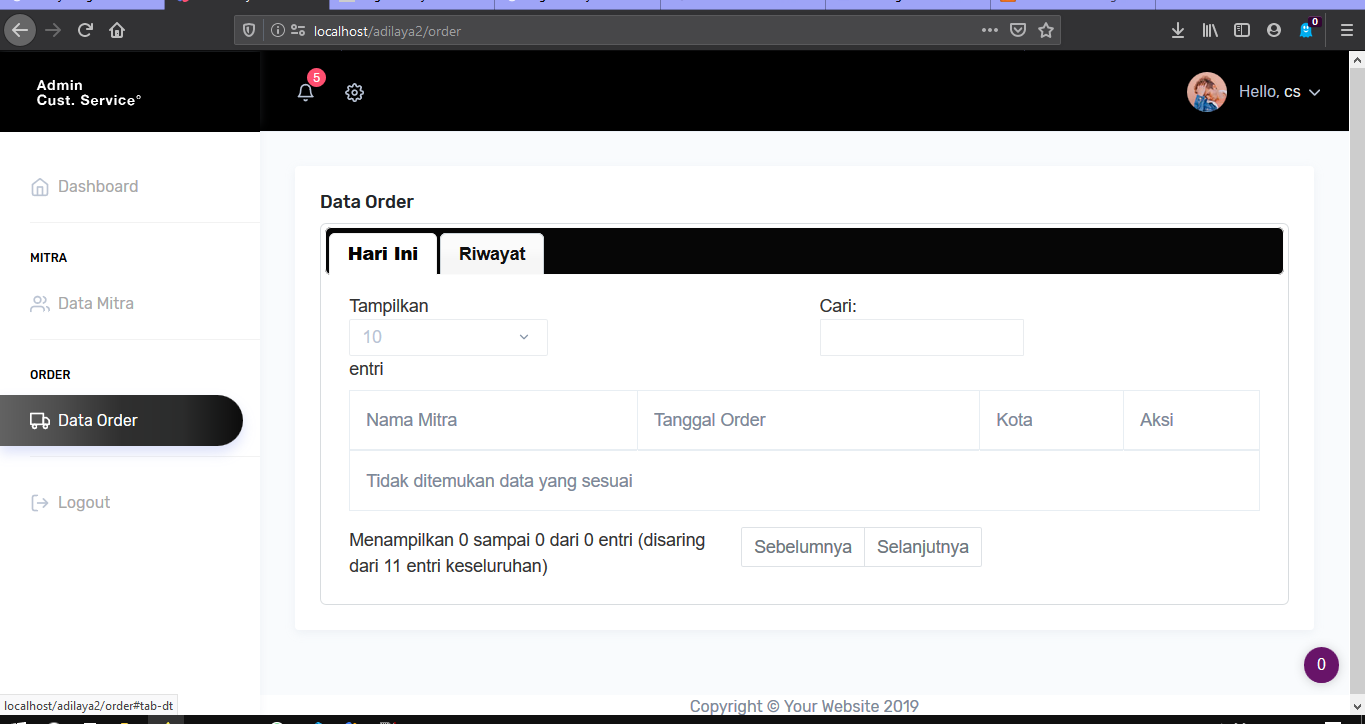 localhost/adilaya2/order
0
Admin
Cust. Service°
5
Hello, cs
Dashboard
MITRA
Data Mitra
ORDER
Data Order
Logout
Data Order
Hari Ini
Riwayat
Tampilkan
10
entri
Cari:
Nama Mitra
Tanggal Order
Kota
Aksi
Tidak ditemukan data yang sesuai
Menampilkan 0 sampai 0 dari 0 entri (disaring
dari 11 entri keseluruhan)
Sebelumnya
Selanjutnya
0
localhost/adilaya2/order#tab-dt
Copyright © Your Website 2019